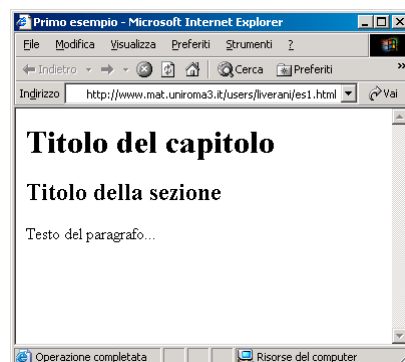 Primo esempio - Microsoft Internet Explorer
File Modifica Visualizza Preferiti Strumenti ?
Indietro Cerca Preferiti »
Indirizzo http://www.mat.uniroma3.it/users/liverani/es1.html Vai
Titolo del capitolo
Titolo della sezione
Testo del paragrafo...
Operazione completata Risorse del computer